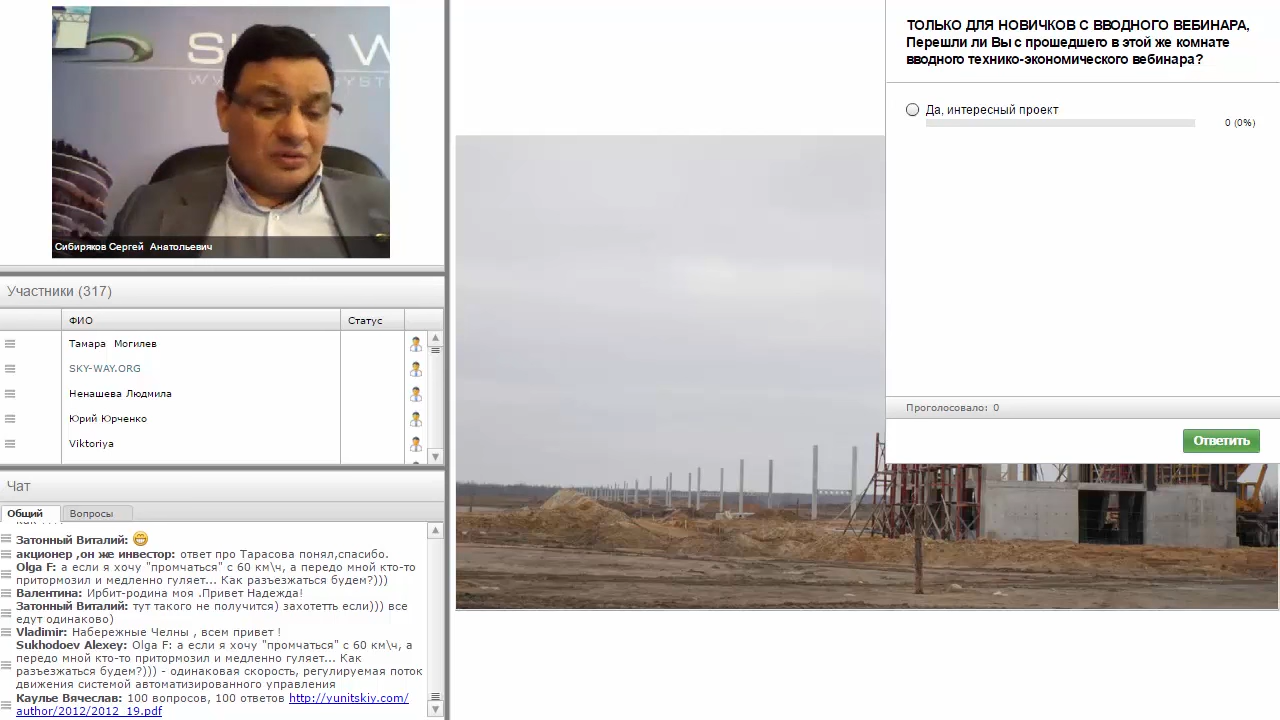 SKY W
Сибиряков Сергей Анатольевич
Участники (317)
ФИО
Статус
Тамара Могилев
SKY-WAY.ORG
Ненашева Людмила
Юрий Юрченко
Viktoriya
Чат
Общий
Вопросы
Затонный Виталий:
акционер ,он же инвестор: ответ про Тарасова понял,спасибо.
Olga F: а если я хочу "промчаться" с 60 км\ч, а передо мной кто-то
притормозил и медленно гуляет... Как разъезжаться будем?)))
Валентина: Ирбит-родина моя .Привет Надежда!
Затонный Виталий: тут такого не получится) захотетть если))) все
едут одинаково)
Vladimir: Набережные Челны , всем привет !
Sukhodoev Alexey: Olga F: а если я хочу "промчаться" с 60 км\ч, а
передо мной кто-то притормозил и медленно гуляет... Как
разъезжаться будем?))) - одинаковая скорость, регулируемая поток
движения системой автоматизированного управления
Каулье Вячеслав: 100 вопросов, 100 ответов http://yunitskiy.com/
author/2012/2012_19.pdf
ТОЛЬКО ДЛЯ НОВИЧКОВ С ВВОДНОГО ВЕБИНАРА,
Перешли ли Вы с прошедшего в этой же комнате
вводного технико-экономического вебинара?
Да, интересный проект
0 (0%)
Проголосовало: 0
Ответить